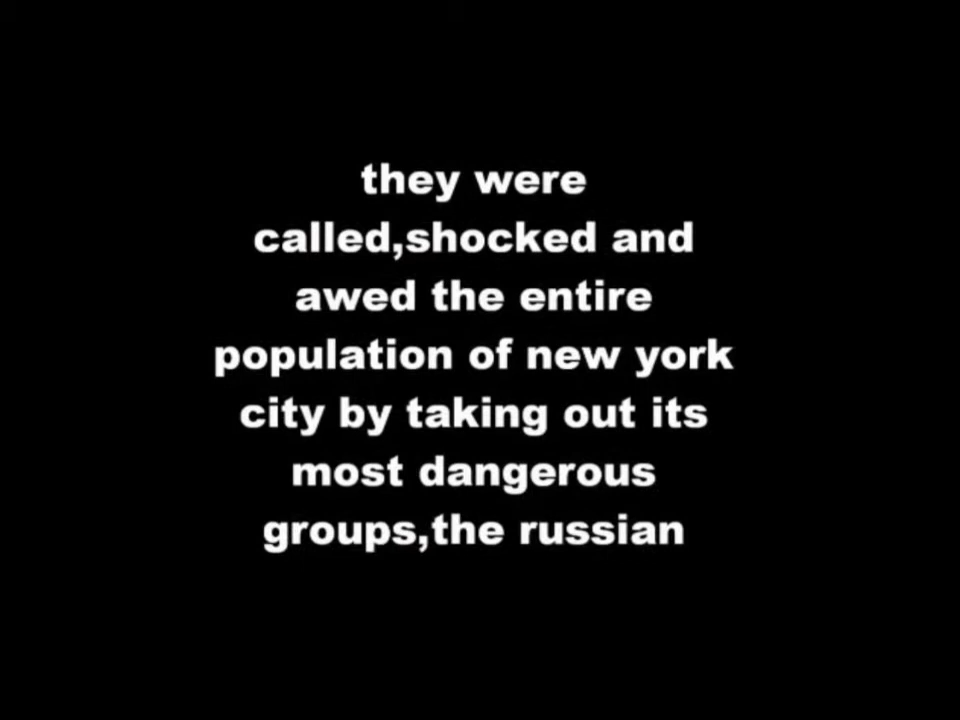 they were
called,shocked and
awed the entire
population of new york
city by taking out its
most dangerous
groups,the russian